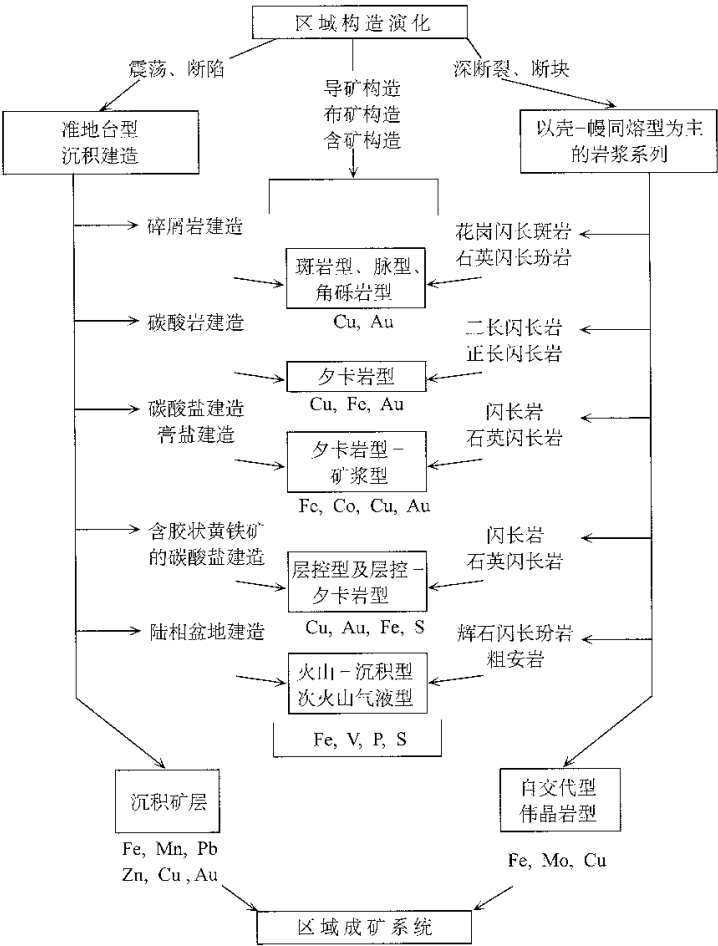 区域构造演化
震荡、断陷
深断裂、断块
导矿构造
布矿构造
含矿构造
准地台型
沉积建造
以壳-幔同熔型为主
的岩浆系列
碎屑岩建造
花岗闪长斑岩
石英闪长玢岩
斑岩型、脉型、
角砾岩型
Cu, Au
碳酸岩建造
二长闪长岩
正长闪长岩
夕卡岩型
Cu, Fe, Au
碳酸盐建造
膏盐建造
闪长岩
石英闪长岩
夕卡岩型-
矿浆型
Fe, Co, Cu, Au
含胶状黄铁矿
的碳酸盐建造
闪长岩
石英闪长岩
层控型及层控-
夕卡岩型
Cu, Au, Fe, S
陆相盆地建造
辉石闪长玢岩
粗安岩
火山-沉积型
次火山气液型
Fe, V, P, S
沉积矿层
Fe, Mn, Pb
Zn, Cu, Au
自交代型
伟晶岩型
Fe, Mo, Cu
区域成矿系统